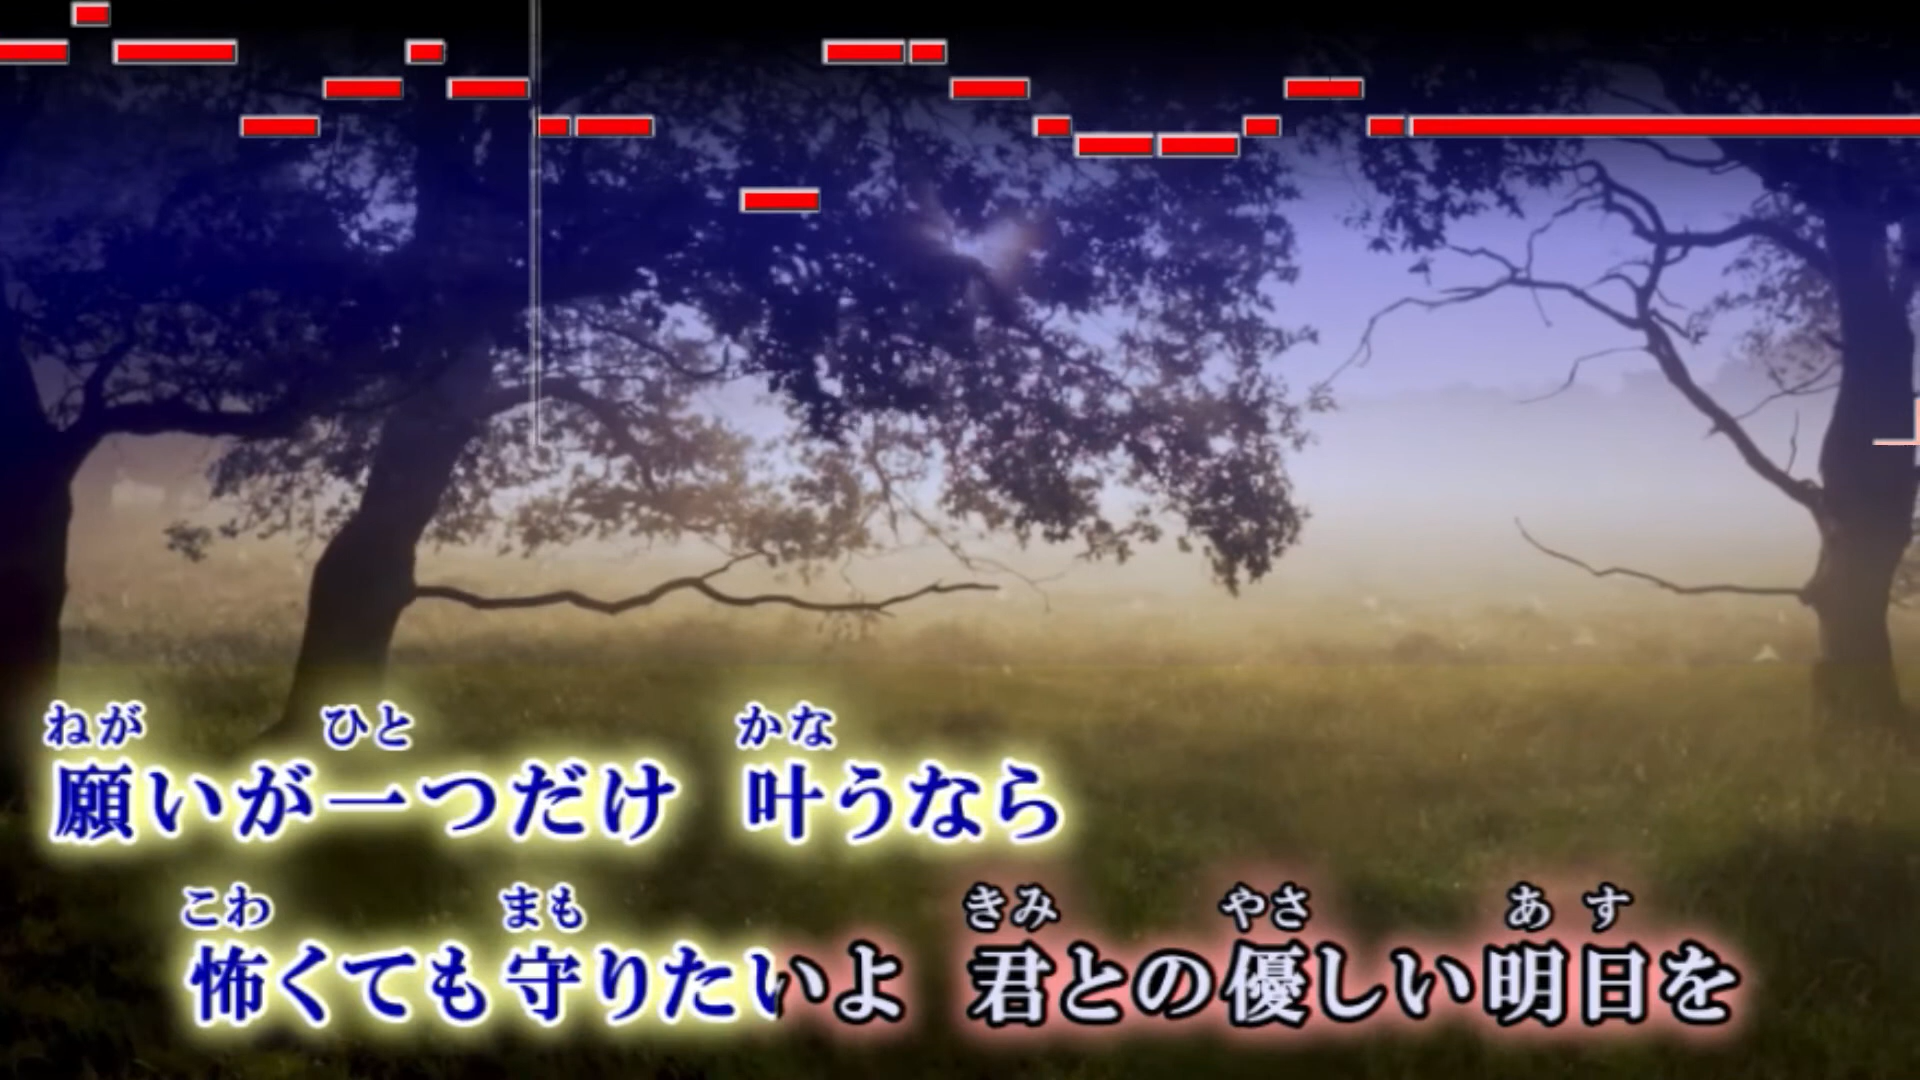 ねが ひと かな
願いが一つだけ 叶うなら
こわ まも きみ やさ あす
怖くても守りたいよ 君との優しい明日を